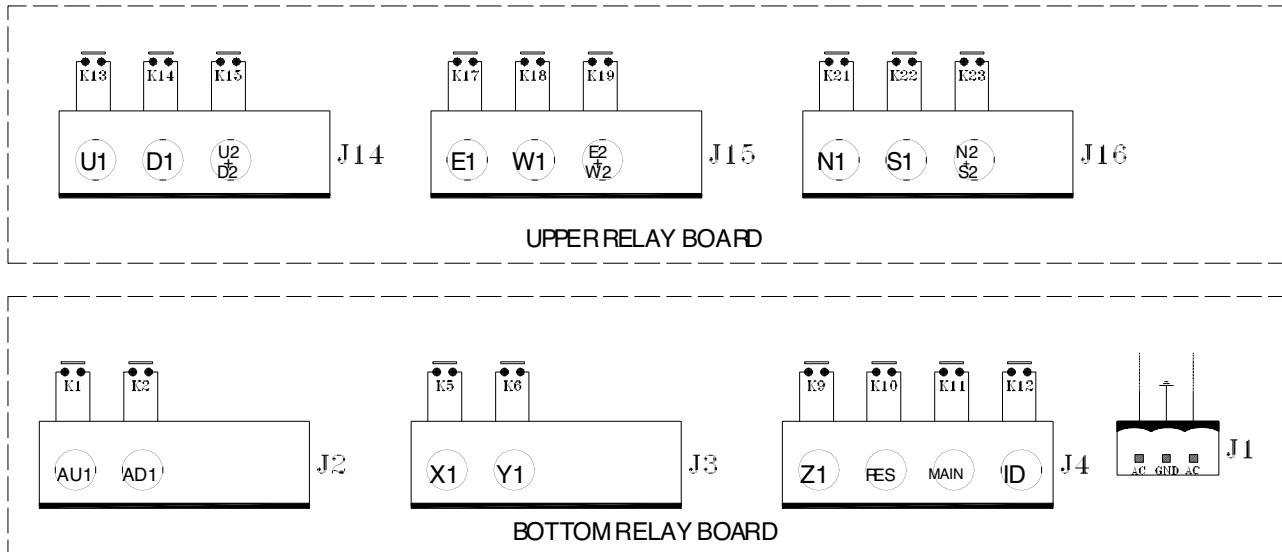 K13 K14 K15 K17 K18 K19 K21 K22 K23
U1 D1 U2 + D2 J14 E1 W1 E2 + W2 J15 N1 S1 N2 + S2 J16
UPPER RELAY BOARD
K1 K2 K5 K6 K9 K10 K11 K12
AU1 AD1 J2 X1 Y1 J3 Z1 RES MAIN ID J4 J1
AC GND AC
BOTTOM RELAY BOARD